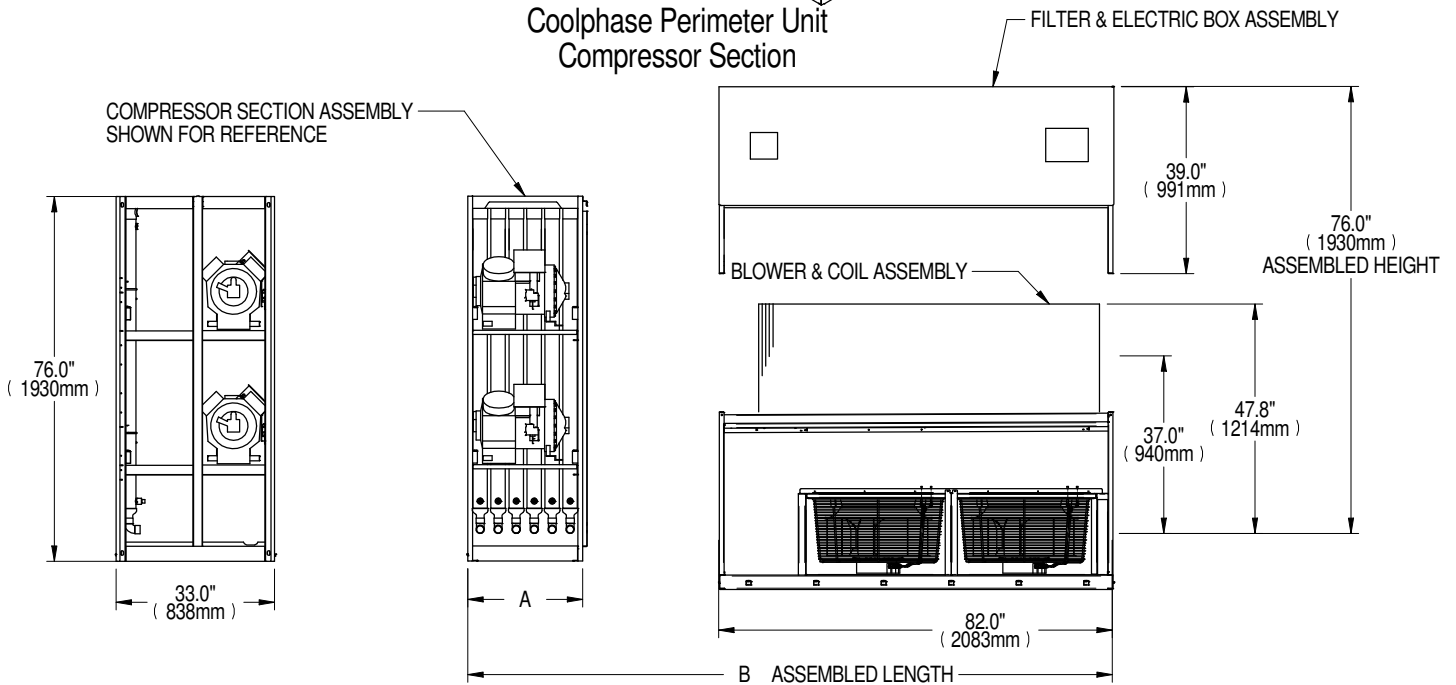 Coolphase Perimeter Unit
Compressor Section
FILTER & ELECTRIC BOX ASSEMBLY
COMPRESSOR SECTION ASSEMBLY
SHOWN FOR REFERENCE
39.0"
( 991mm )
76.0"
( 1930mm )
ASSEMBLED HEIGHT
BLOWER & COIL ASSEMBLY
76.0"
( 1930mm )
47.8"
( 1214mm )
37.0"
( 940mm )
33.0"
( 838mm )
A
82.0"
( 2083mm )
B ASSEMBLED LENGTH